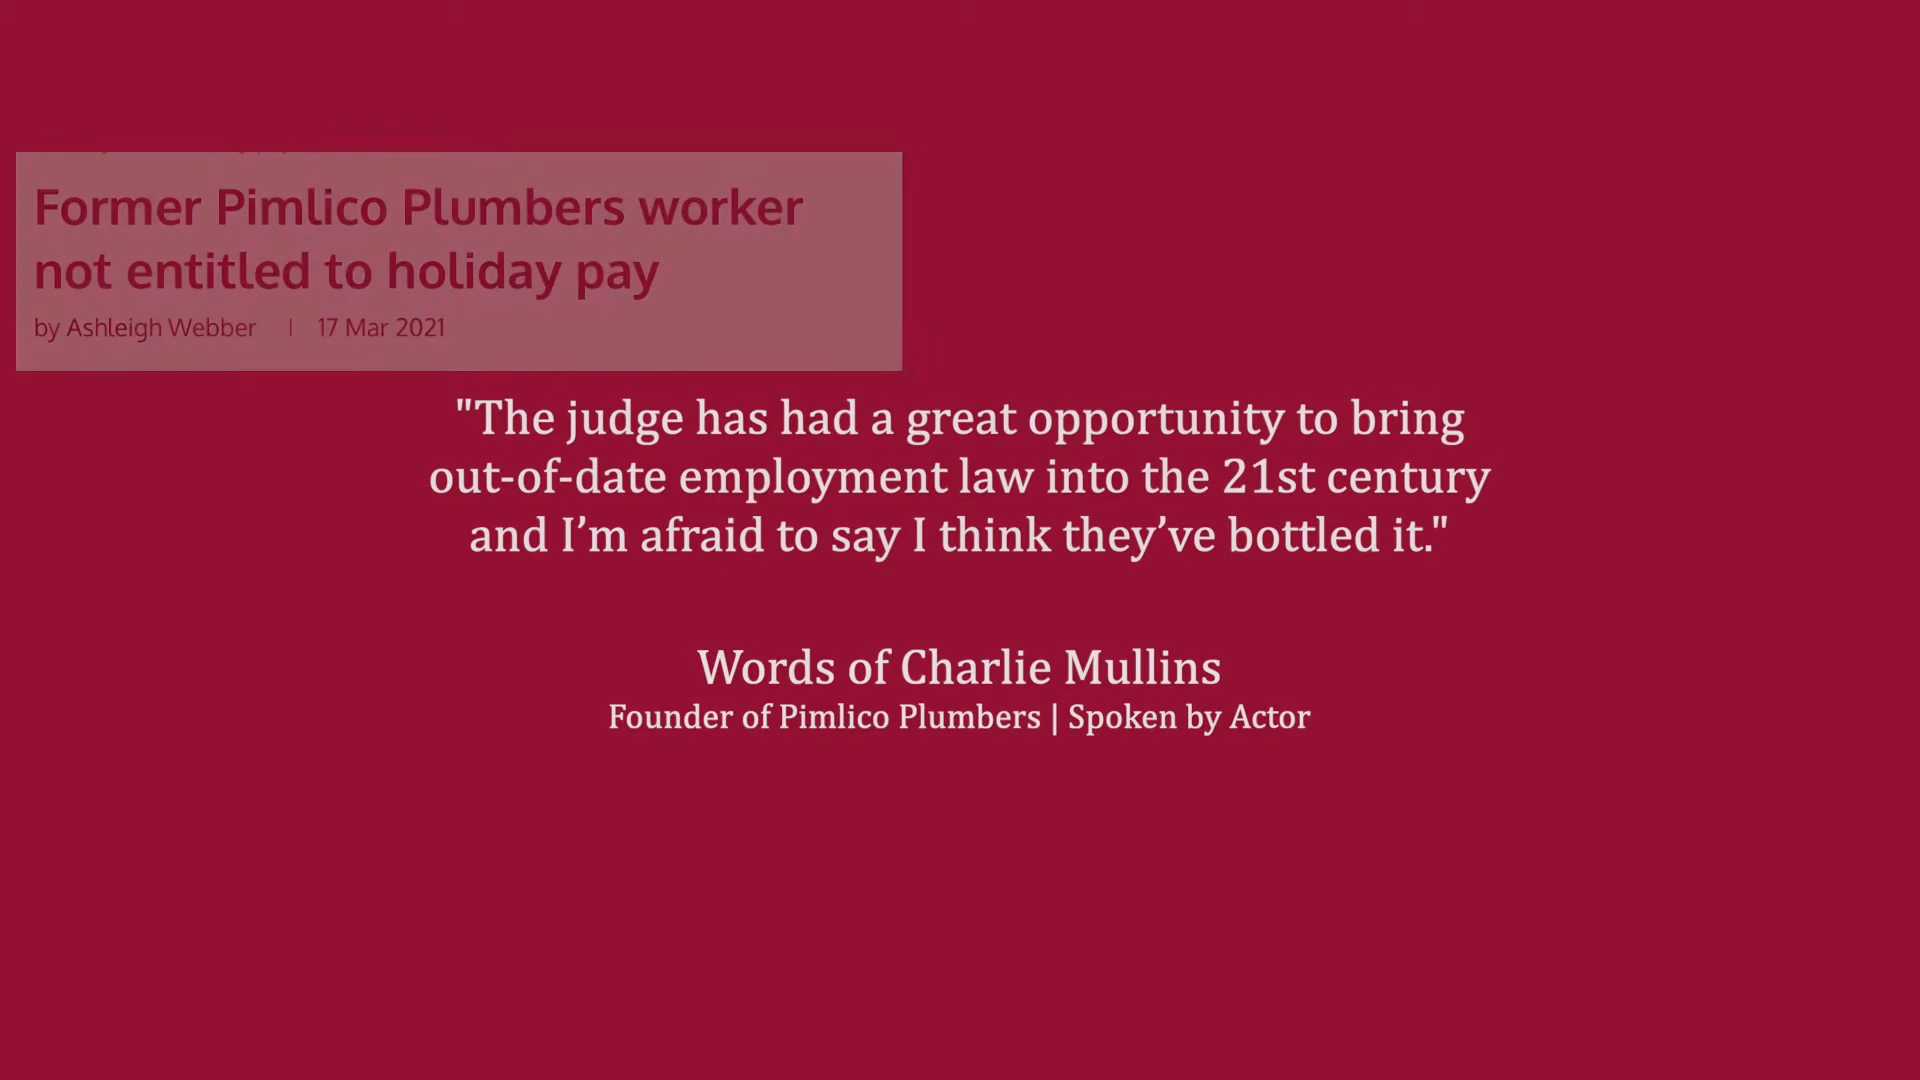 Former Pimlico Plumbers worker
not entitled to holiday pay
by Ashleigh Webber | 17 Mar 2021
"The judge has had a great opportunity to bring
out-of-date employment law into the 21st century
and I’m afraid to say I think they’ve bottled it."
Words of Charlie Mullins
Founder of Pimlico Plumbers | Spoken by Actor